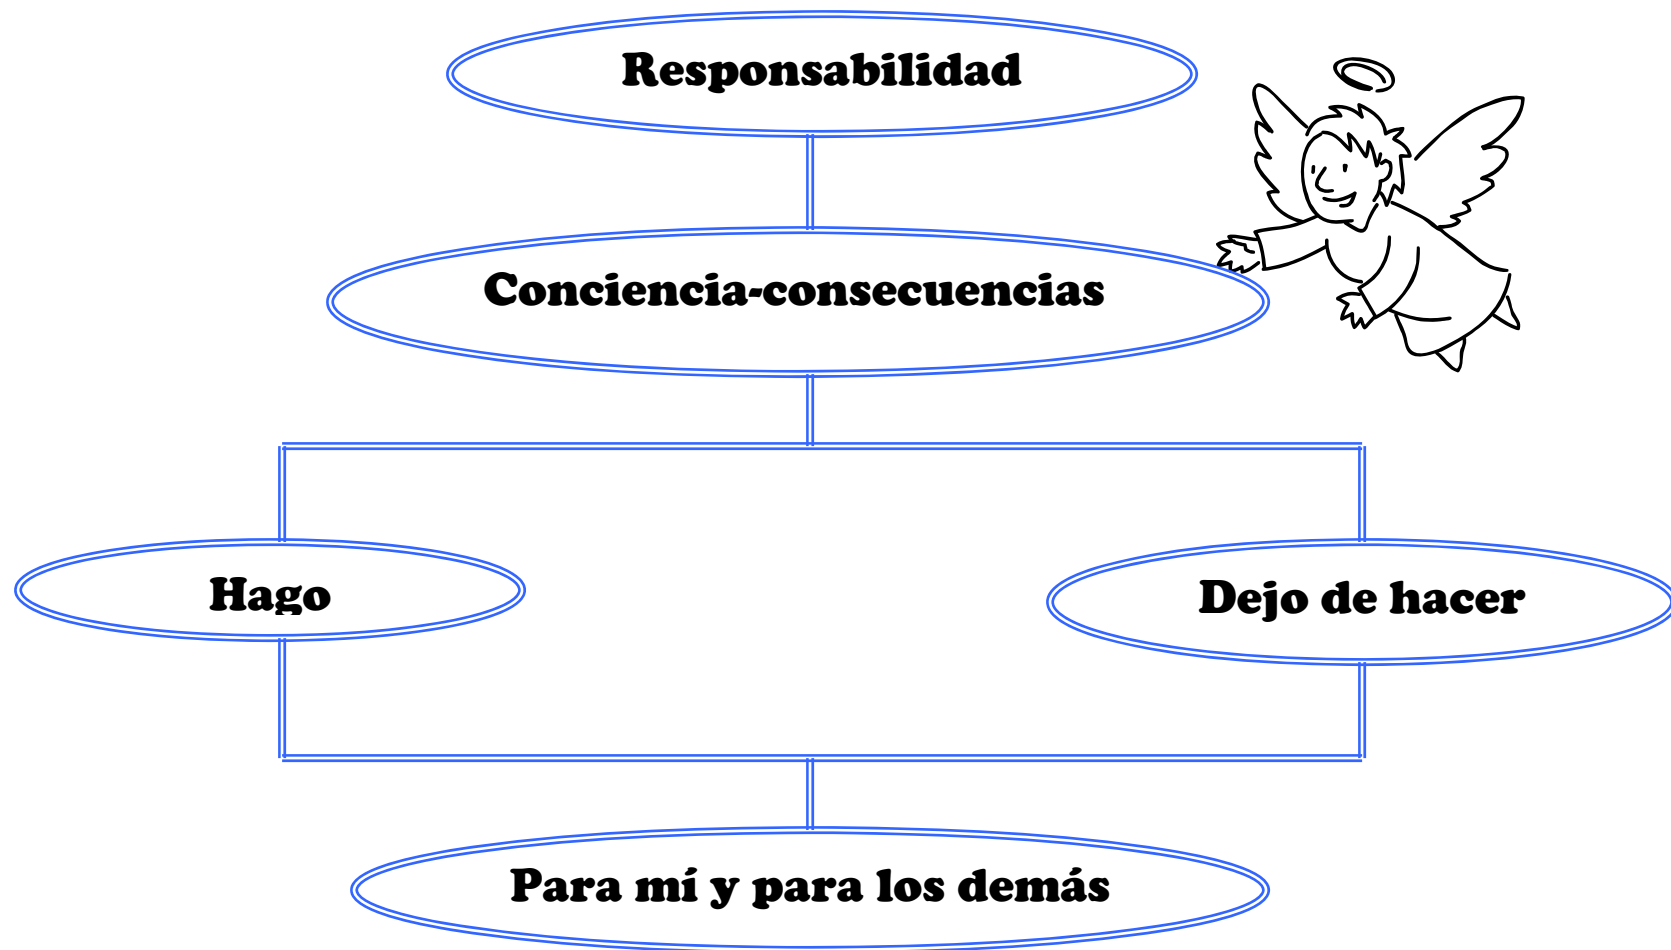 Responsabilidad
Conciencia-consecuencias
Hago
Dejo de hacer
Para mí y para los demás